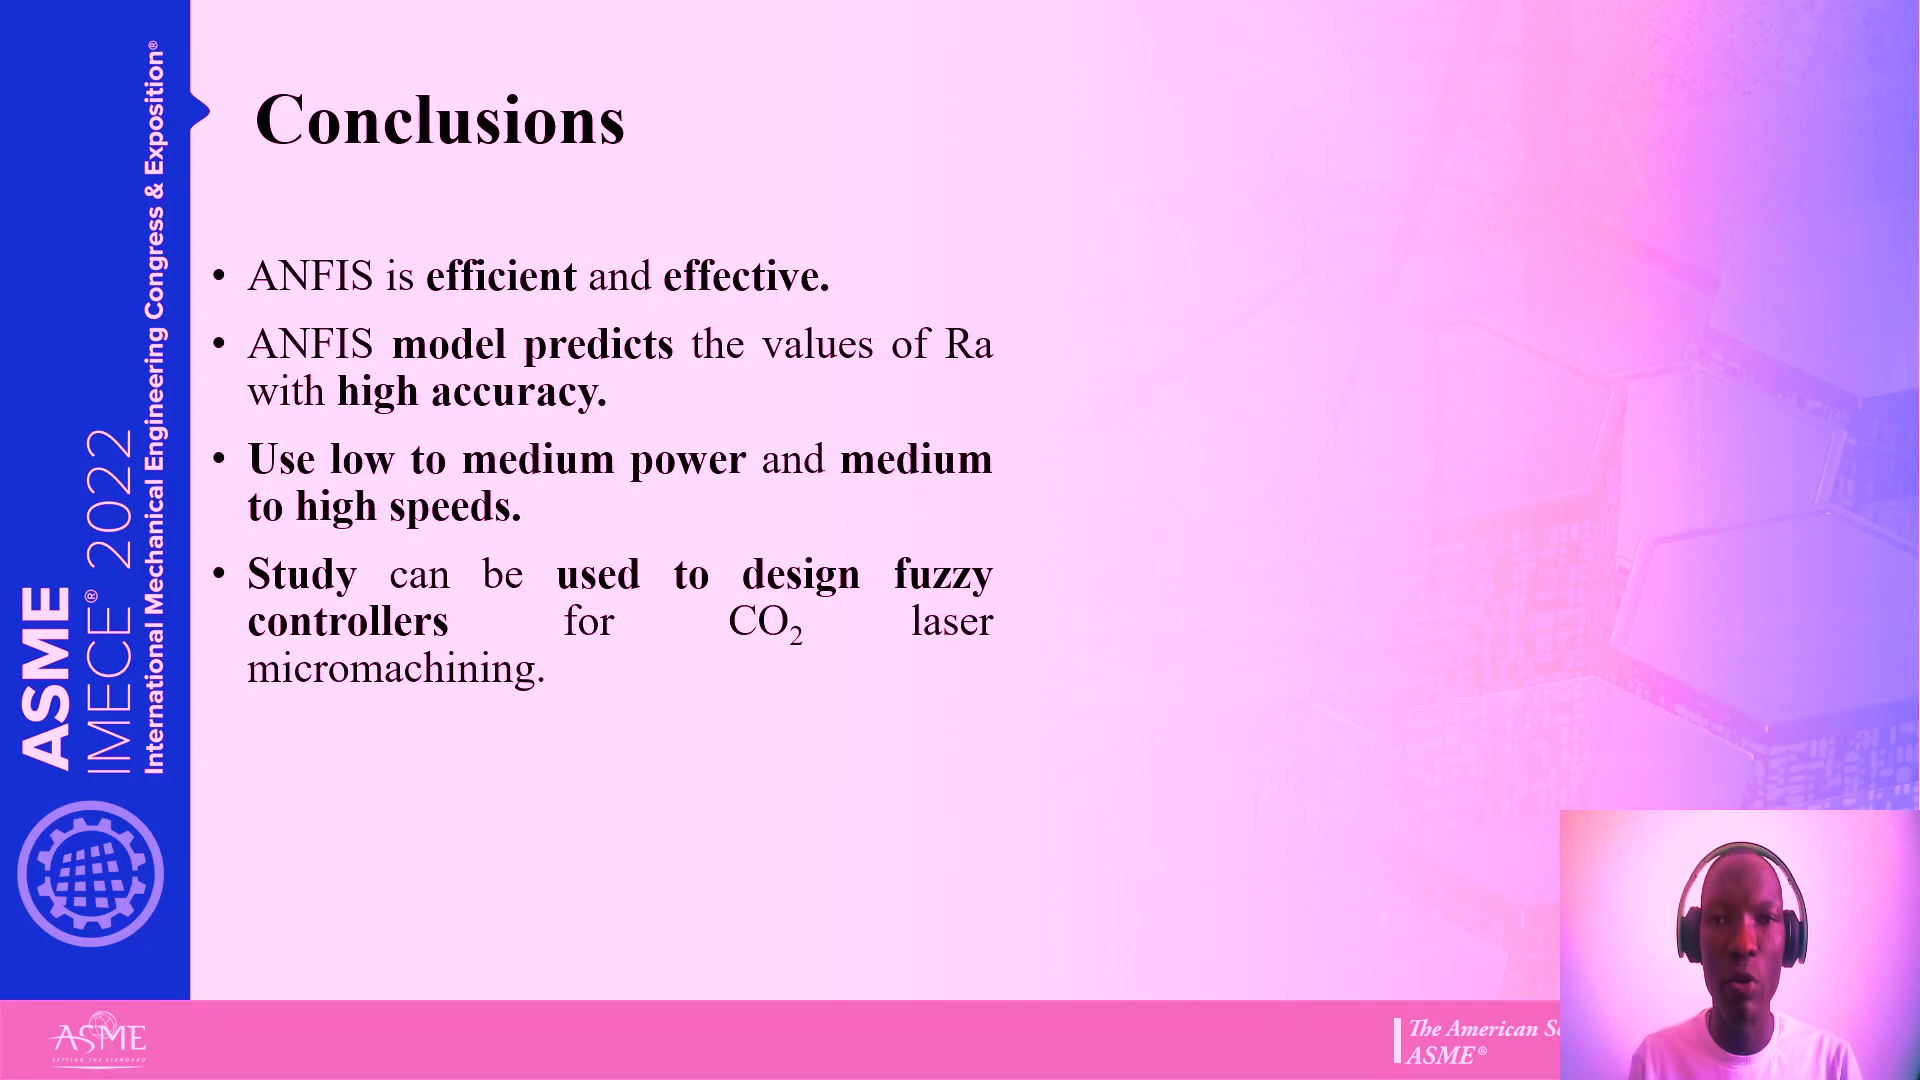 ASME
IMECE® 2022
International Mechanical Engineering Congress & Exposition®
Conclusions
• ANFIS is efficient and effective.
• ANFIS model predicts the values of Ra
with high accuracy.
• Use low to medium power and medium
to high speeds.
• Study can be used to design fuzzy
controllers for CO₂ laser
micromachining.
ASME
SETTING THE STANDARD
The American
ASME®